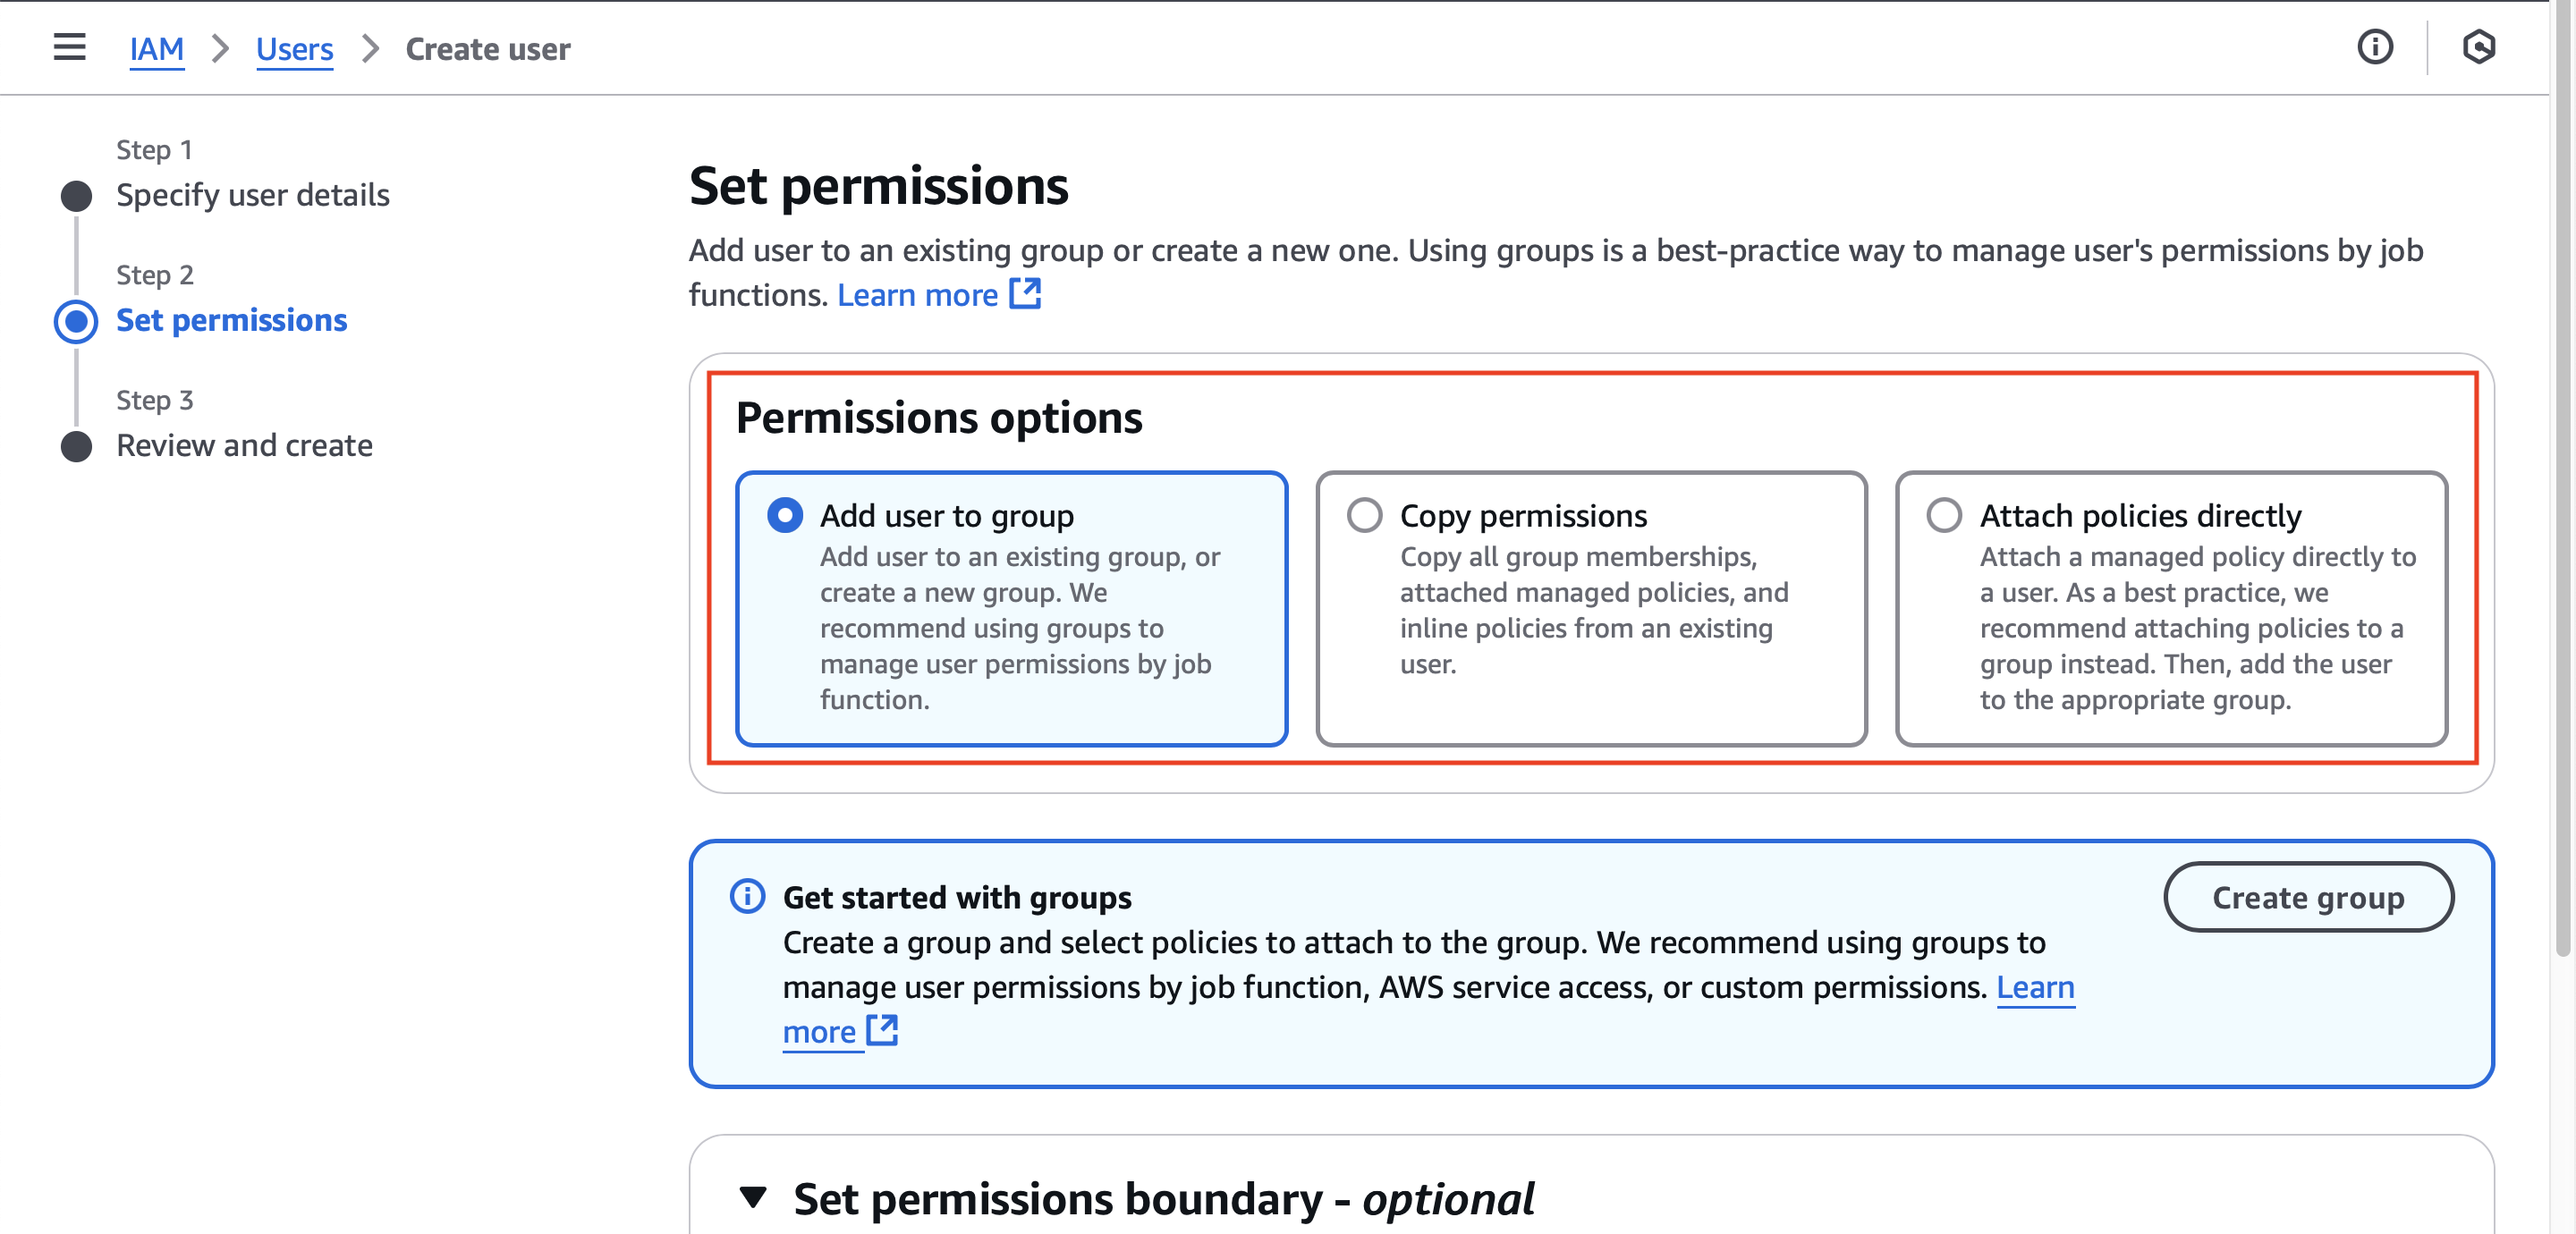 IAM > Users > Create user
Step 1
Specify user details
Step 2
Set permissions
Step 3
Review and create
Set permissions
Add user to an existing group or create a new one. Using groups is a best-practice way to manage user's permissions by job
functions. Learn more
Permissions options
Add user to group
Add user to an existing group, or
create a new group. We
recommend using groups to
manage user permissions by job
function.
Copy permissions
Copy all group memberships,
attached managed policies, and
inline policies from an existing
user.
Attach policies directly
Attach a managed policy directly to
a user. As a best practice, we
recommend attaching policies to a
group instead. Then, add the user
to the appropriate group.
Get started with groups
Create a group and select policies to attach to the group. We recommend using groups to
manage user permissions by job function, AWS service access, or custom permissions. Learn
more
Create group
Set permissions boundary - optional